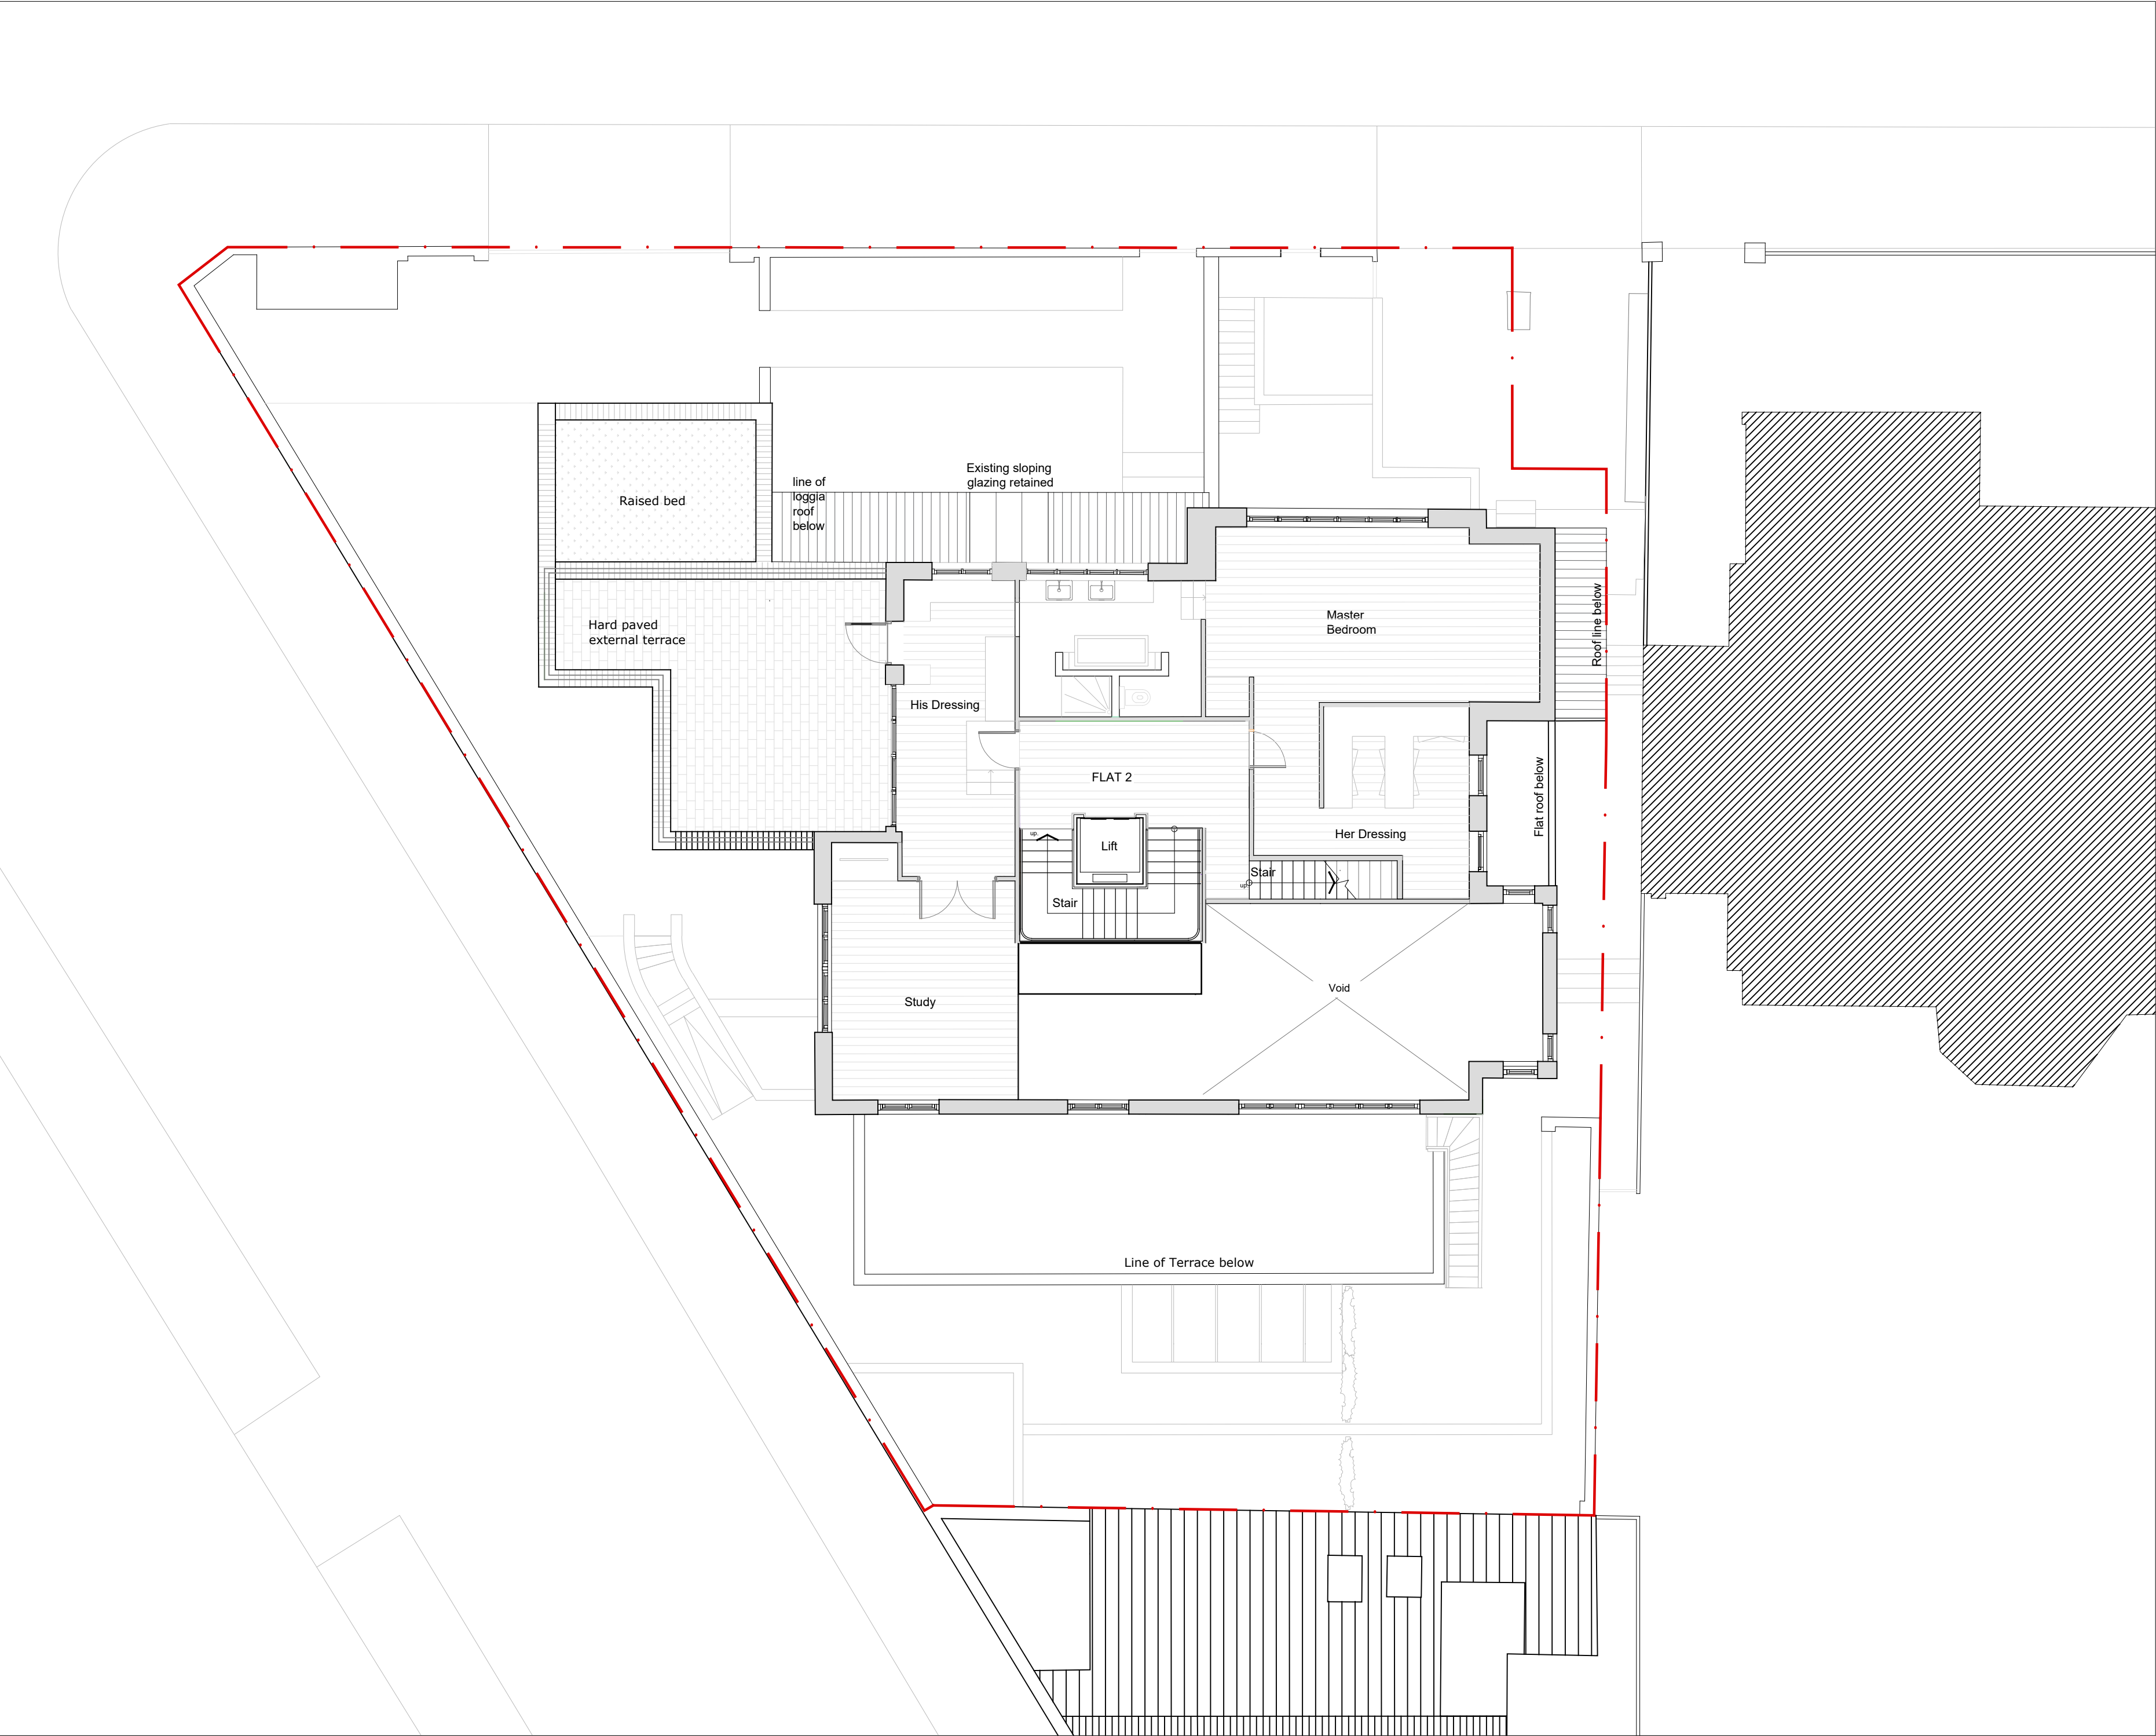 Existing sloping
glazing retained
line of
loggia
roof
below
Raised bed
Hard paved
external terrace
Master
Bedroom
Roof line below
His Dressing
FLAT 2
Flat roof below
up
Lift
Her Dressing
Stair
up
Stair
Void
Study
Line of Terrace below